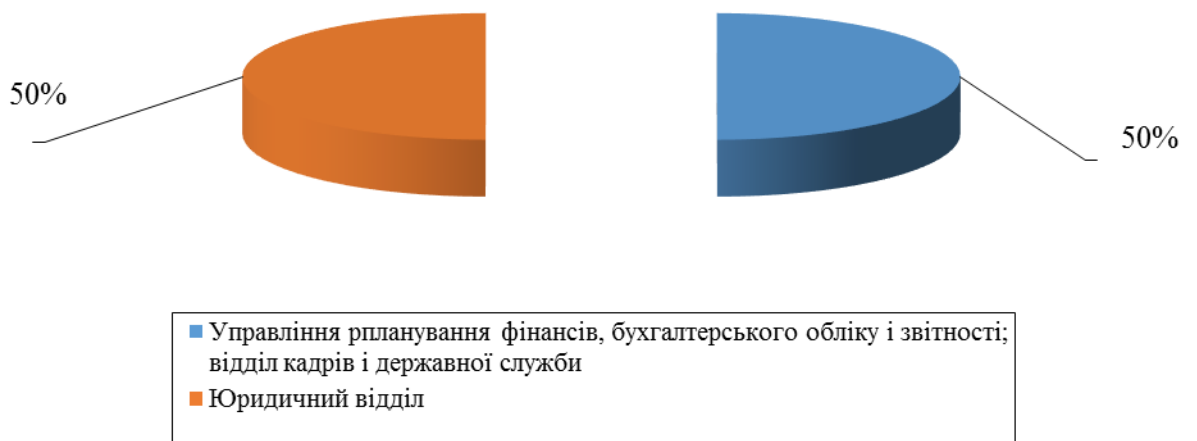 50%
50%
Управління рпланування фінансів, бухгалтерського обліку і звітності;
відділ кадрів і державної служби
Юридичний відділ